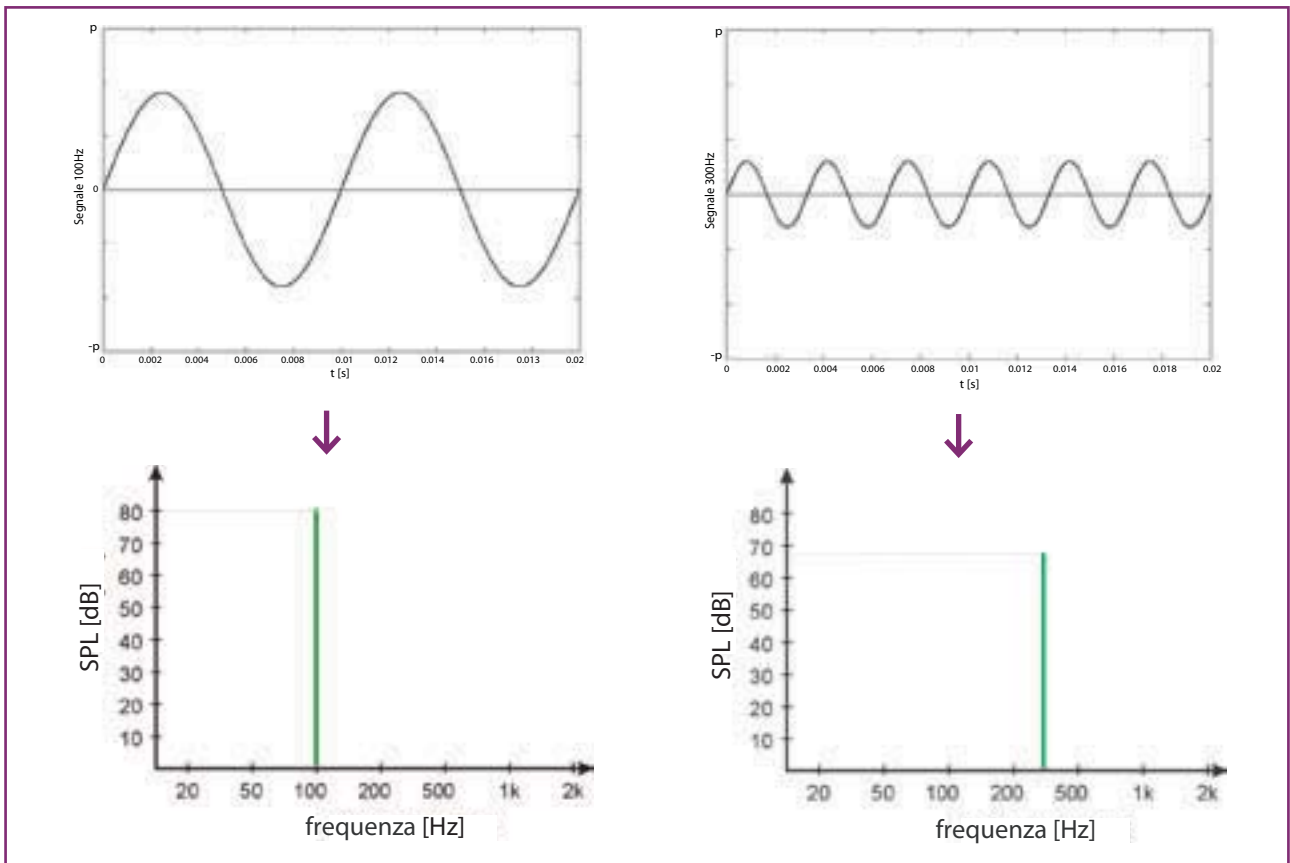 p
Segnale 100Hz
0
-p
0 0.002 0.004 0.006 0.008 0.01 0.012 0.014 0.016 0.013 0.02
t [s]
p
Segnale 300Hz
0
-p
0 0.002 0.004 0.006 0.008 0.01 0.012 0.014 0.016 0.018 0.02
t [s]
SPL [dB]
80
70
60
50
40
30
20
10
20 50 100 200 500 1k 2k
frequenza [Hz]
SPL [dB]
80
70
60
50
40
30
20
10
20 50 100 200 500 1k 2k
frequenza [Hz]